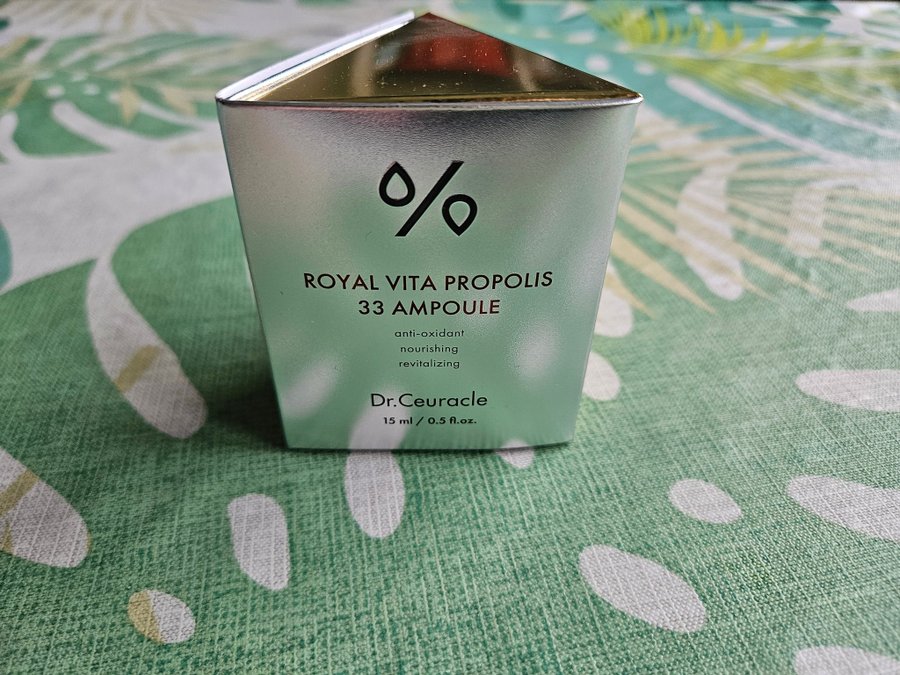 %
ROYAL VITA PROPOLIS
33 AMPOULE
anti-oxidant
nourishing
revitalizing
Dr.Ceuracle
15 ml / 0.5 fl.oz.